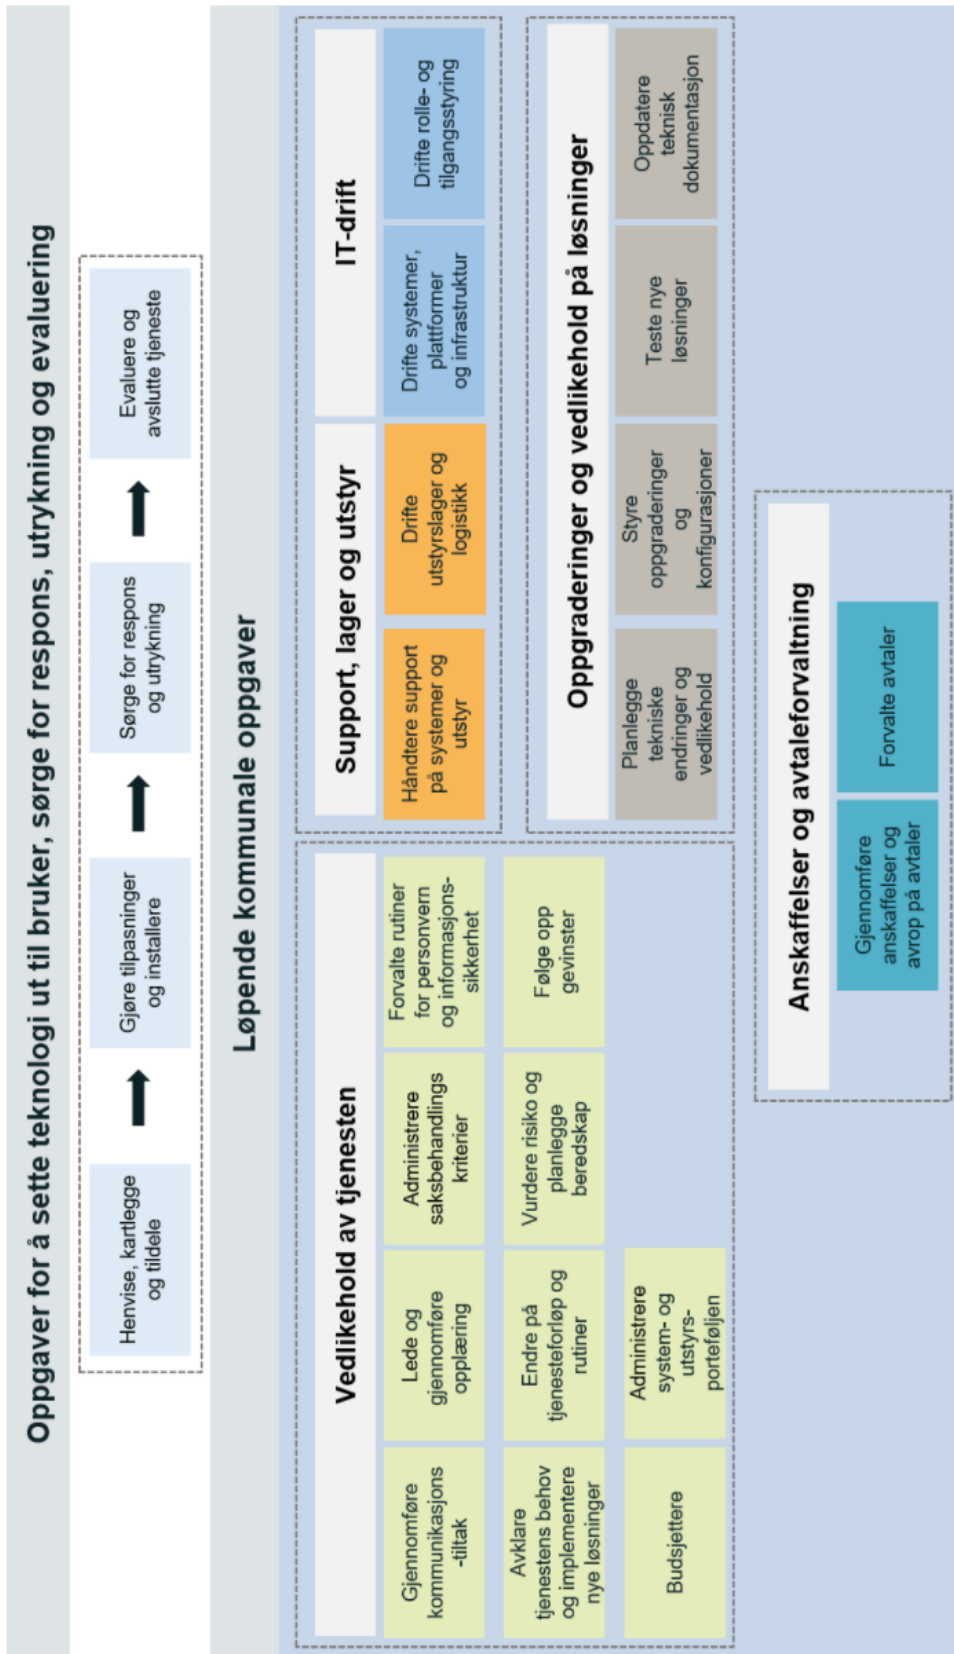 Oppgaver for å sette teknologi ut til bruker, sørge for respons, utrykning og evaluering
Henvise, kartlegge
og tildele
Gjøre tilpasninger
og installere
Sørge for respons
og utrykning
Evaluere og
avslutte tjeneste
Løpende kommunale oppgaver
Vedlikehold av tjenesten
Gjennomføre
kommunikasjons
-tiltak
Lede og
gjennomføre
opplæring
Administrere
saksbehandlings
kriterier
Forvalte rutiner
for personvern
og informasjons-
sikkerhet
Avklare
tjenestens behov
og implementere
nye løsninger
Endre på
tjenesteforløp og
rutiner
Vurdere risiko og
planlegge
beredskap
Følge opp
gevinster
Budsjettere
Administrere
system- og
utstyrs-
porteføljen
Support, lager og utstyr
Håndtere support
på systemer og
utstyr
Drifte
utstyrslager og
logistikk
IT-drift
Drifte systemer,
plattformer
og infrastruktur
Drifte rolle- og
tilgangsstyring
Oppgraderinger og vedlikehold på løsninger
Planlegge
tekniske
endringer og
vedlikehold
Styre
oppgraderinger
og
konfigurasjoner
Teste nye
løsninger
Oppdatere
teknisk
dokumentasjon
Anskaffelser og avtaleforvaltning
Gjennomføre
anskaffelser og
avrop på avtaler
Forvalte avtaler